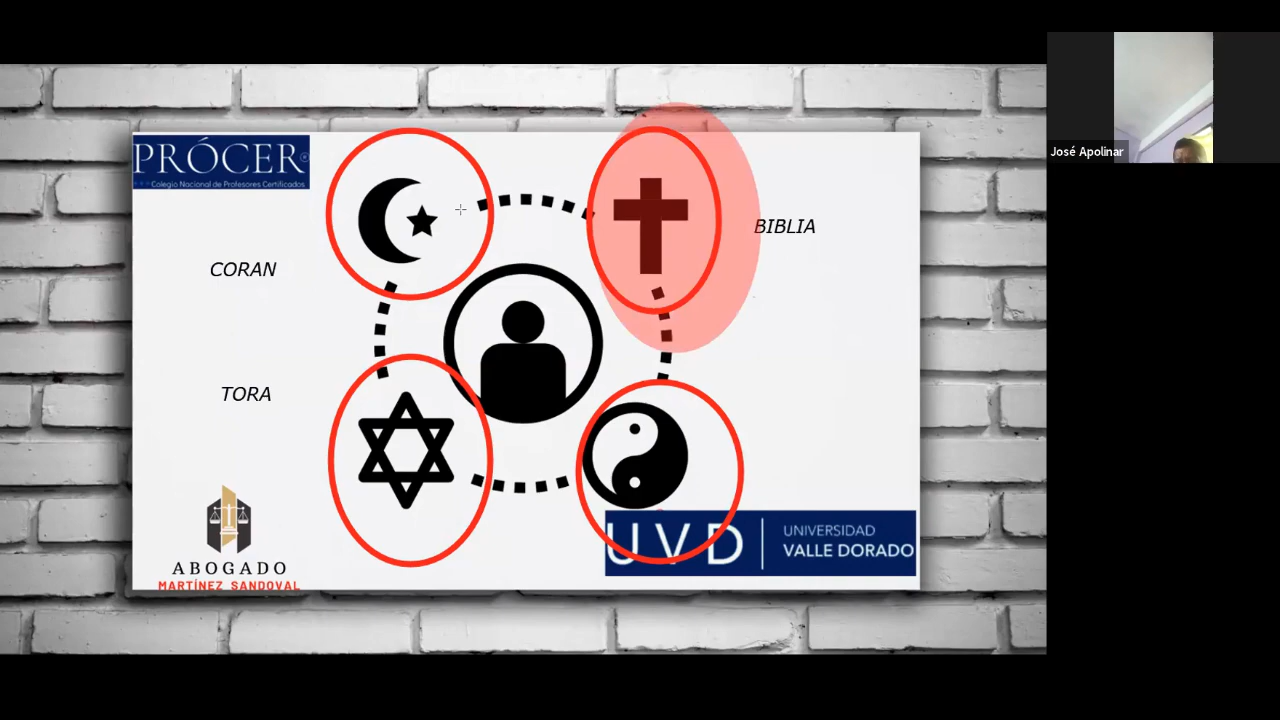 PRÓCER®
Colegio Nacional de Profesores Certificados
BIBLIA
CORAN
TORA
ABOGADO
MARTÍNEZ SANDOVAL
UVD
UNIVERSIDAD
VALLE DORADO
José Apolinar